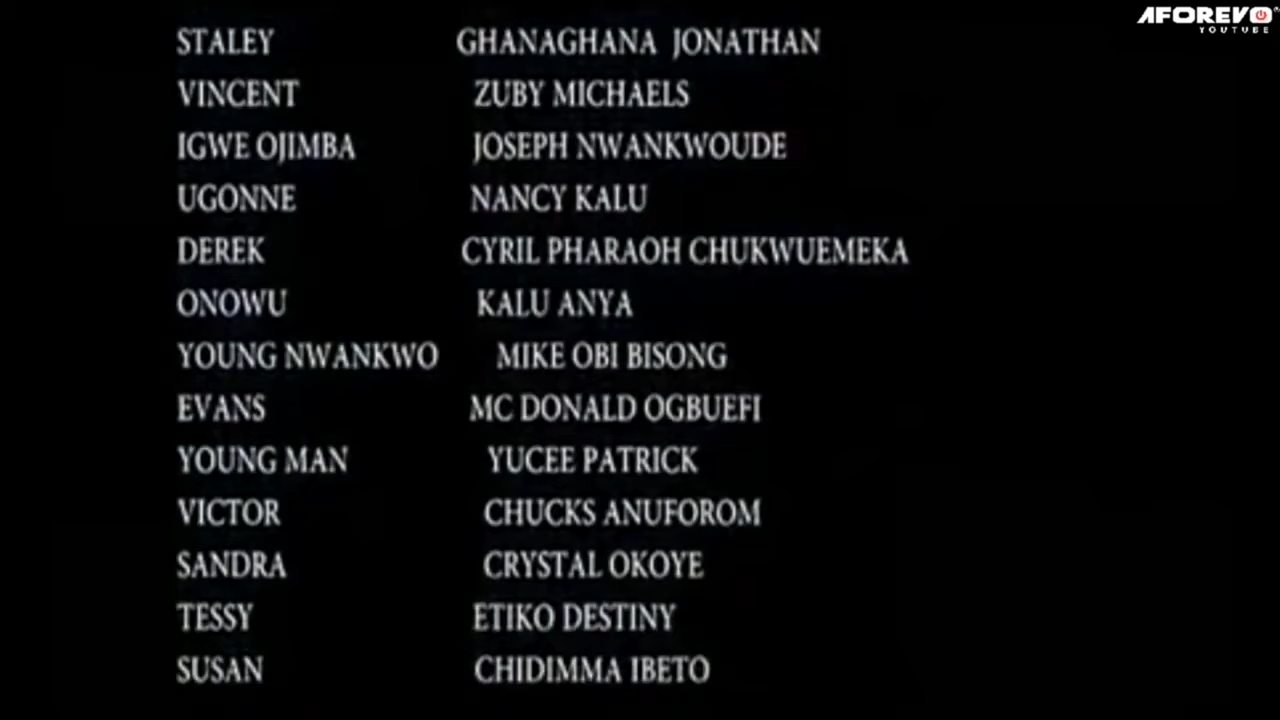 AFOREVO
YOUTUBE
STALEY GHANAGHANA JONATHAN
VINCENT ZUBY MICHAELS
IGWE OJIMBA JOSEPH NWANKWOUDE
UGONNE NANCY KALU
DEREK CYRIL PHARAOH CHUKWUEMEKA
ONOWU KALU ANYA
YOUNG NWANKWO MIKE OBI BISONG
EVANS MC DONALD OGBUEFI
YOUNG MAN YUCEE PATRICK
VICTOR CHUCKS ANUFOROM
SANDRA CRYSTAL OKOYE
TESSY ETIKO DESTINY
SUSAN CHIDIMMA IBETO